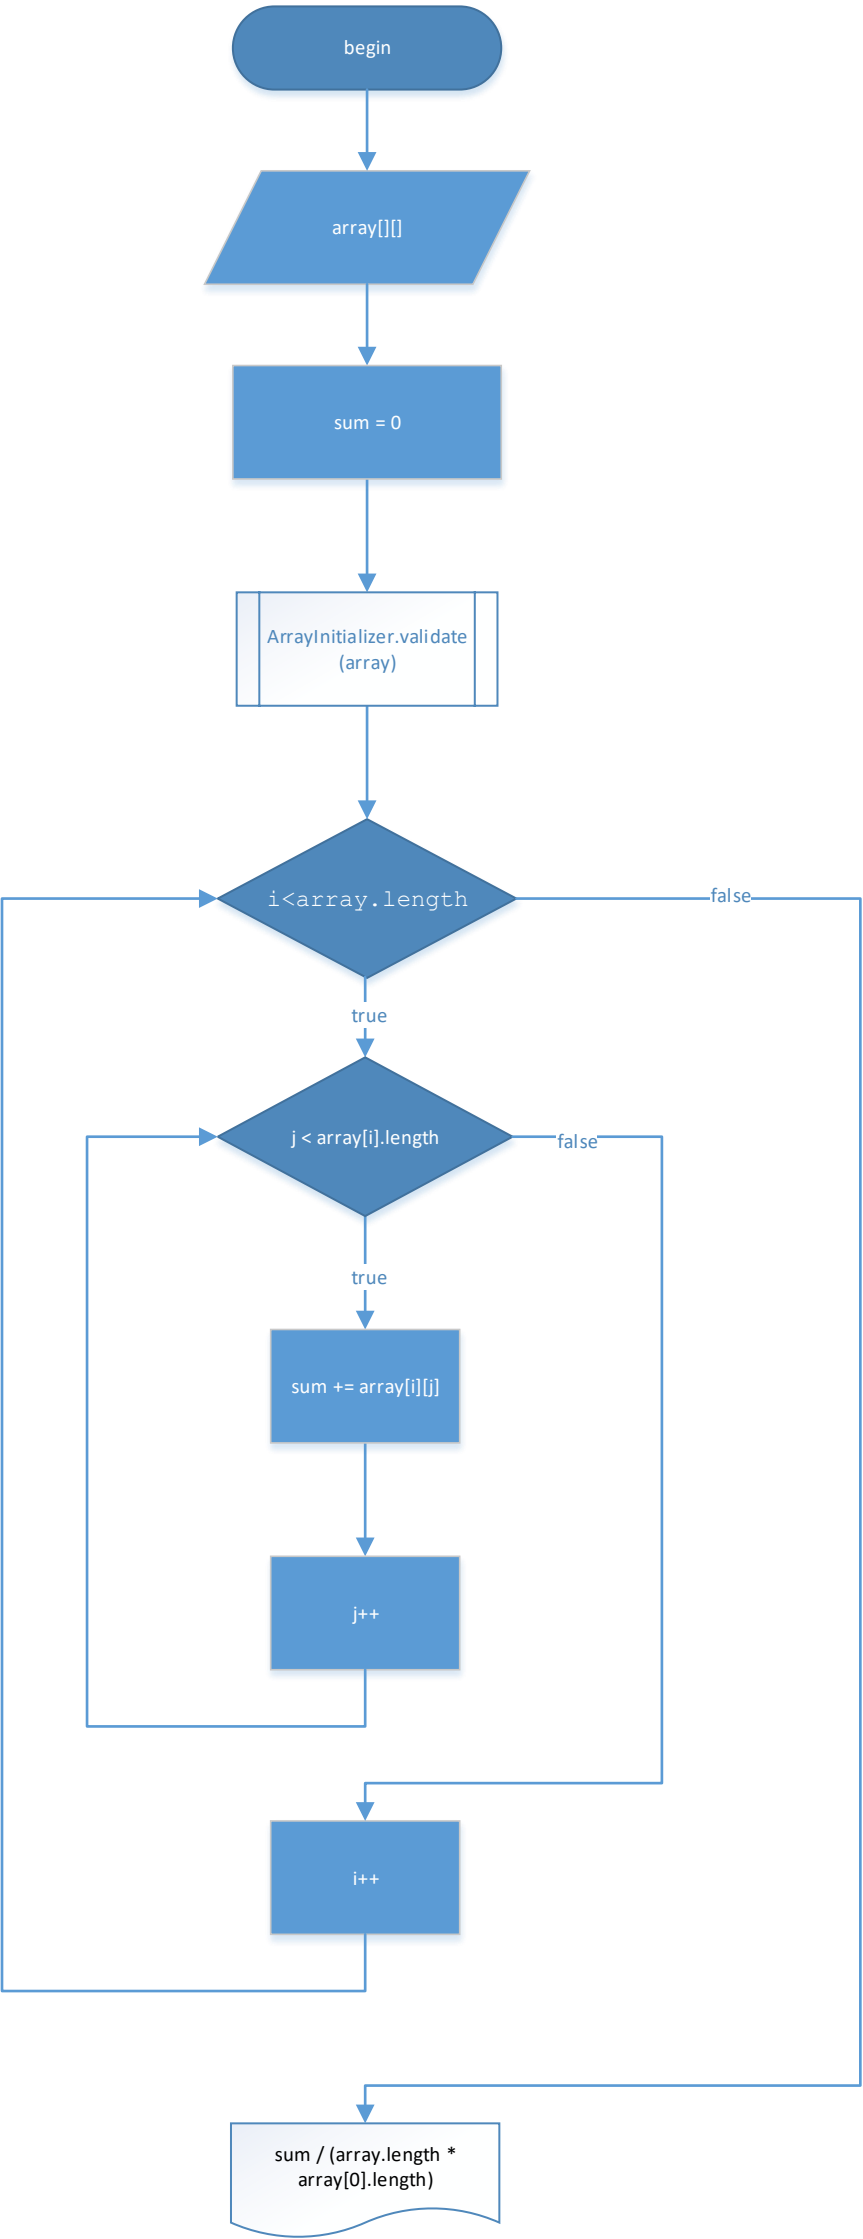 begin
array[][]
sum = 0
ArrayInitializer.validate
(array)
i<array.length
false
true
j < array[i].length
false
true
sum += array[i][j]
j++
i++
sum / (array.length *
array[0].length)